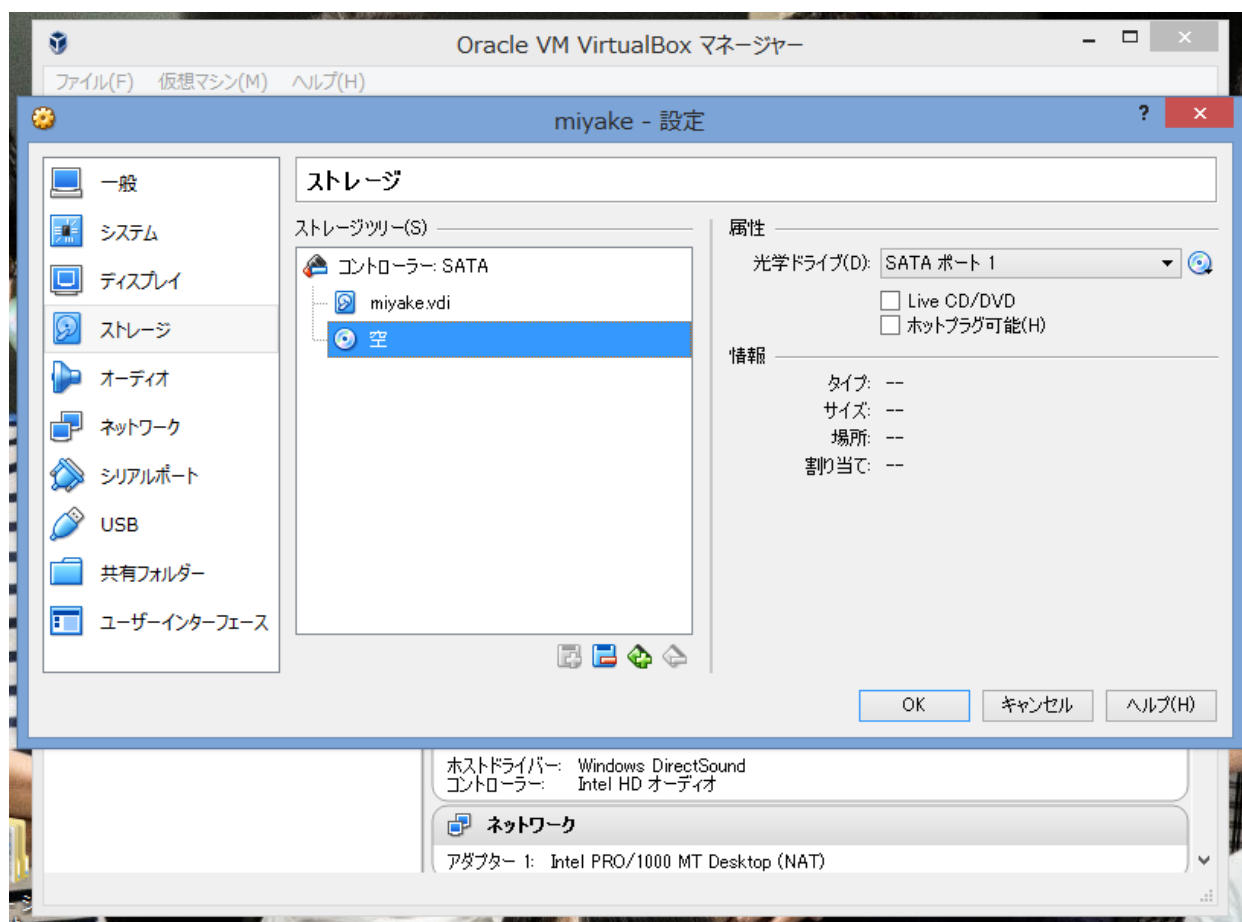 Oracle VM VirtualBox マネージャー
ファイル(F) 仮想マシン(M) ヘルプ(H)
miyake - 設定
?
一般
システム
ディスプレイ
ストレージ
オーディオ
ネットワーク
シリアルポート
USB
共有フォルダー
ユーザーインターフェース
ストレージ
ストレージツリー(S)
コントローラー: SATA
miyake.vdi
空
属性
光学ドライブ(D): SATA ポート 1
Live CD/DVD
ホットプラグ可能(H)
情報
タイプ: --
サイズ: --
場所: --
割り当て: --
OK キャンセル ヘルプ(H)
ホストドライバー: Windows DirectSound
コントローラー: Intel HD オーディオ
ネットワーク
アダプター 1: Intel PRO/1000 MT Desktop (NAT)